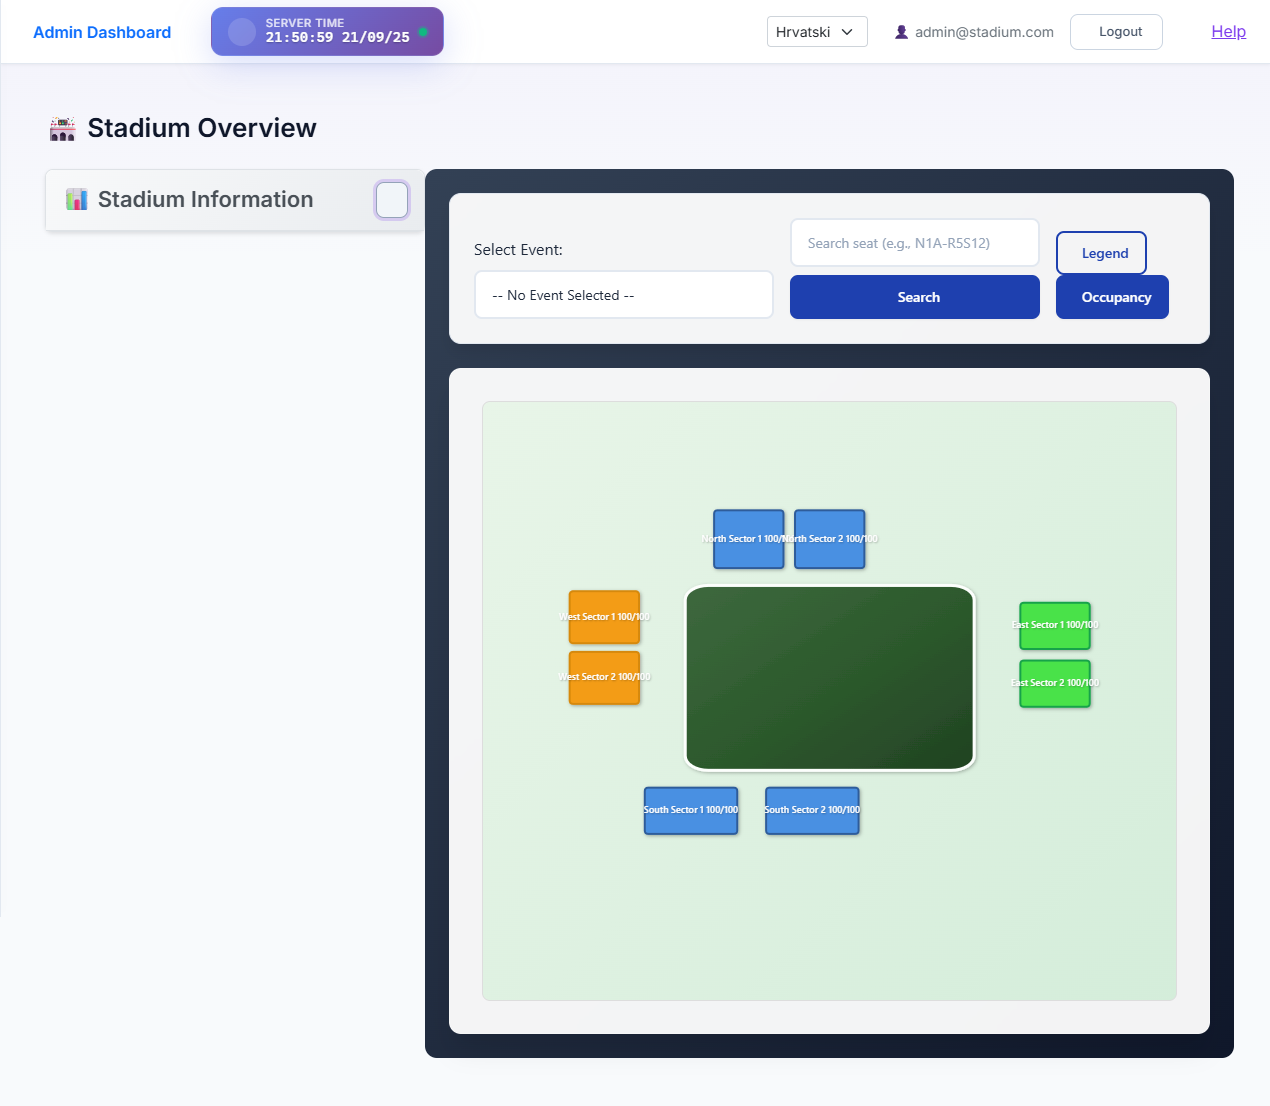 Admin Dashboard
SERVER TIME
21:50:59 21/09/25
Hrvatski
admin@stadium.com
Logout
Help
Stadium Overview
Stadium Information
Select Event:
-- No Event Selected --
Search seat (e.g., N1A-R5S12)
Search
Legend
Occupancy
North Sector 1 100/
North Sector 2 100/100
West Sector 1 100/100
West Sector 2 100/100
East Sector 1 100/100
East Sector 2 100/100
South Sector 1 100/100
South Sector 2 100/100